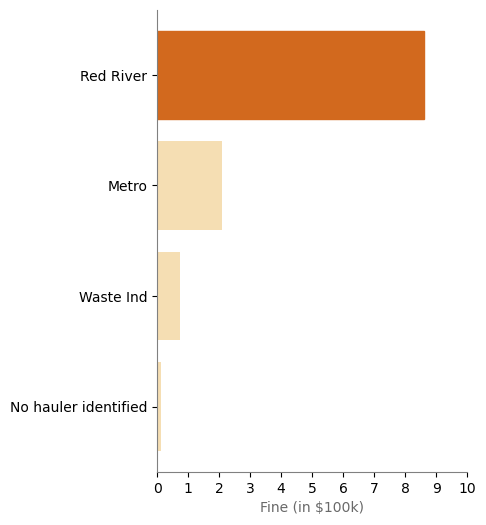 Red River
Metro
Waste Ind
No hauler identified
0 1 2 3 4 5 6 7 8 9 10
Fine (in $100k)